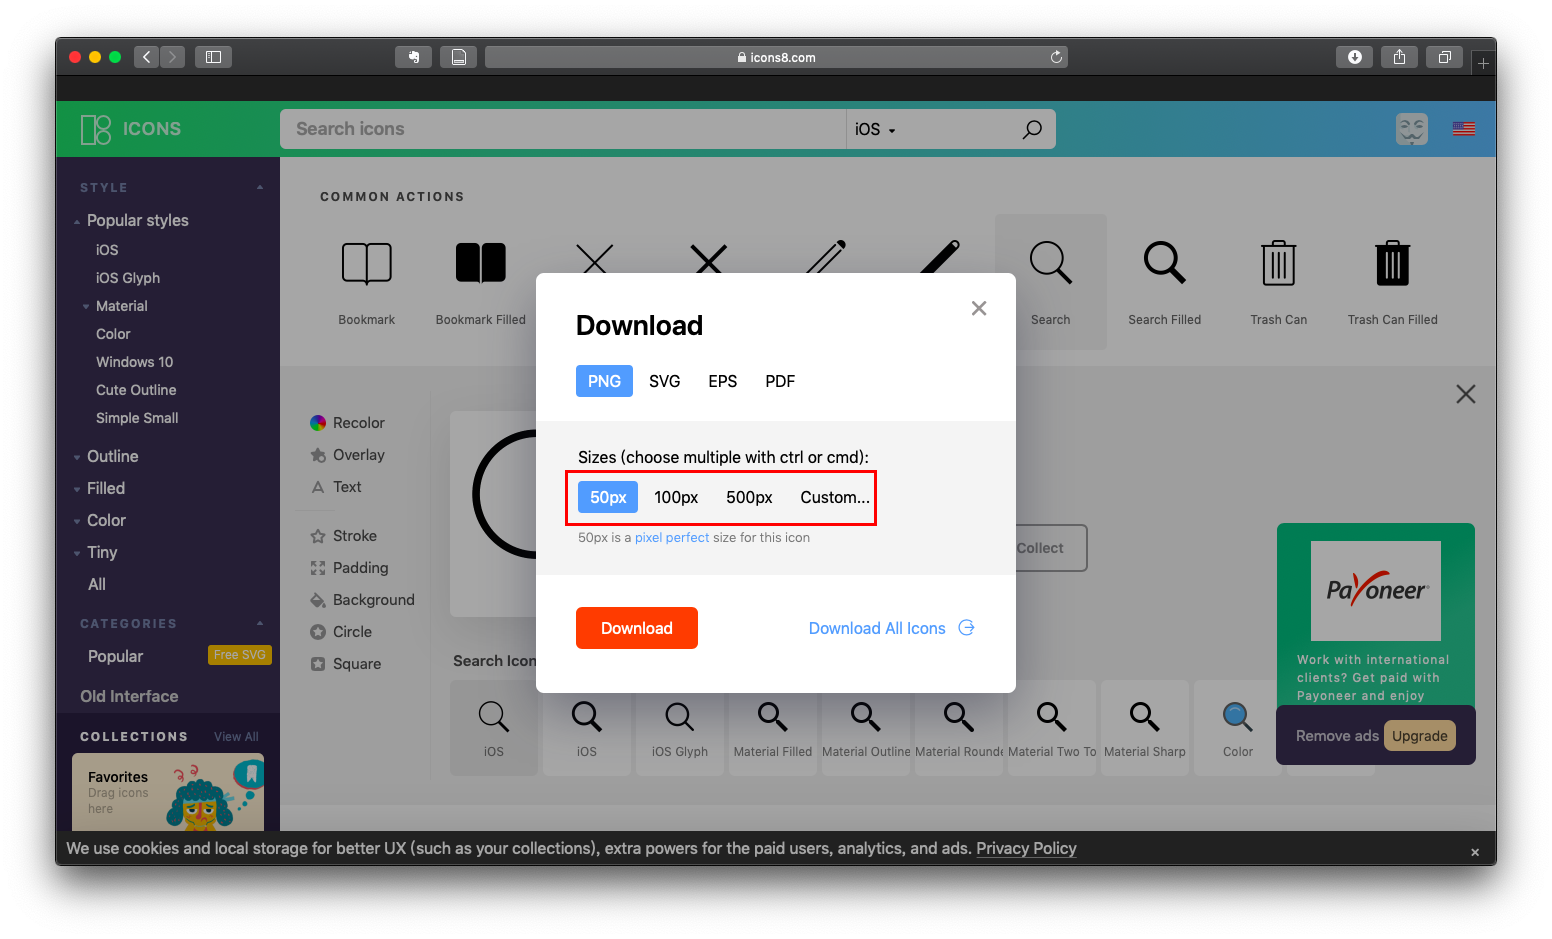 icons8.com
ICONS
Search icons
iOS
STYLE
Popular styles
iOS
iOS Glyph
Material
Color
Windows 10
Cute Outline
Simple Small
Outline
Filled
Color
Tiny
All
CATEGORIES
Popular
Free SVG
Old Interface
COLLECTIONS
View All
Favorites
Drag icons
here
COMMON ACTIONS
Bookmark
Bookmark Filled
Search
Search Filled
Trash Can
Trash Can Filled
Recolor
Overlay
Text
Stroke
Padding
Background
Circle
Square
Download
PNG SVG EPS PDF
Sizes (choose multiple with ctrl or cmd):
50px 100px 500px Custom...
50px is a pixel perfect size for this icon
Download
Download All Icons
Collect
Search Icon
iOS
iOS
iOS Glyph
Material Filled
Material Outline
Material Rounde
Material Two To
Material Sharp
Color
Payoneer
Work with international
clients? Get paid with
Payoneer and enjoy
Remove ads
Upgrade
We use cookies and local storage for better UX (such as your collections), extra powers for the paid users, analytics, and ads. Privacy Policy